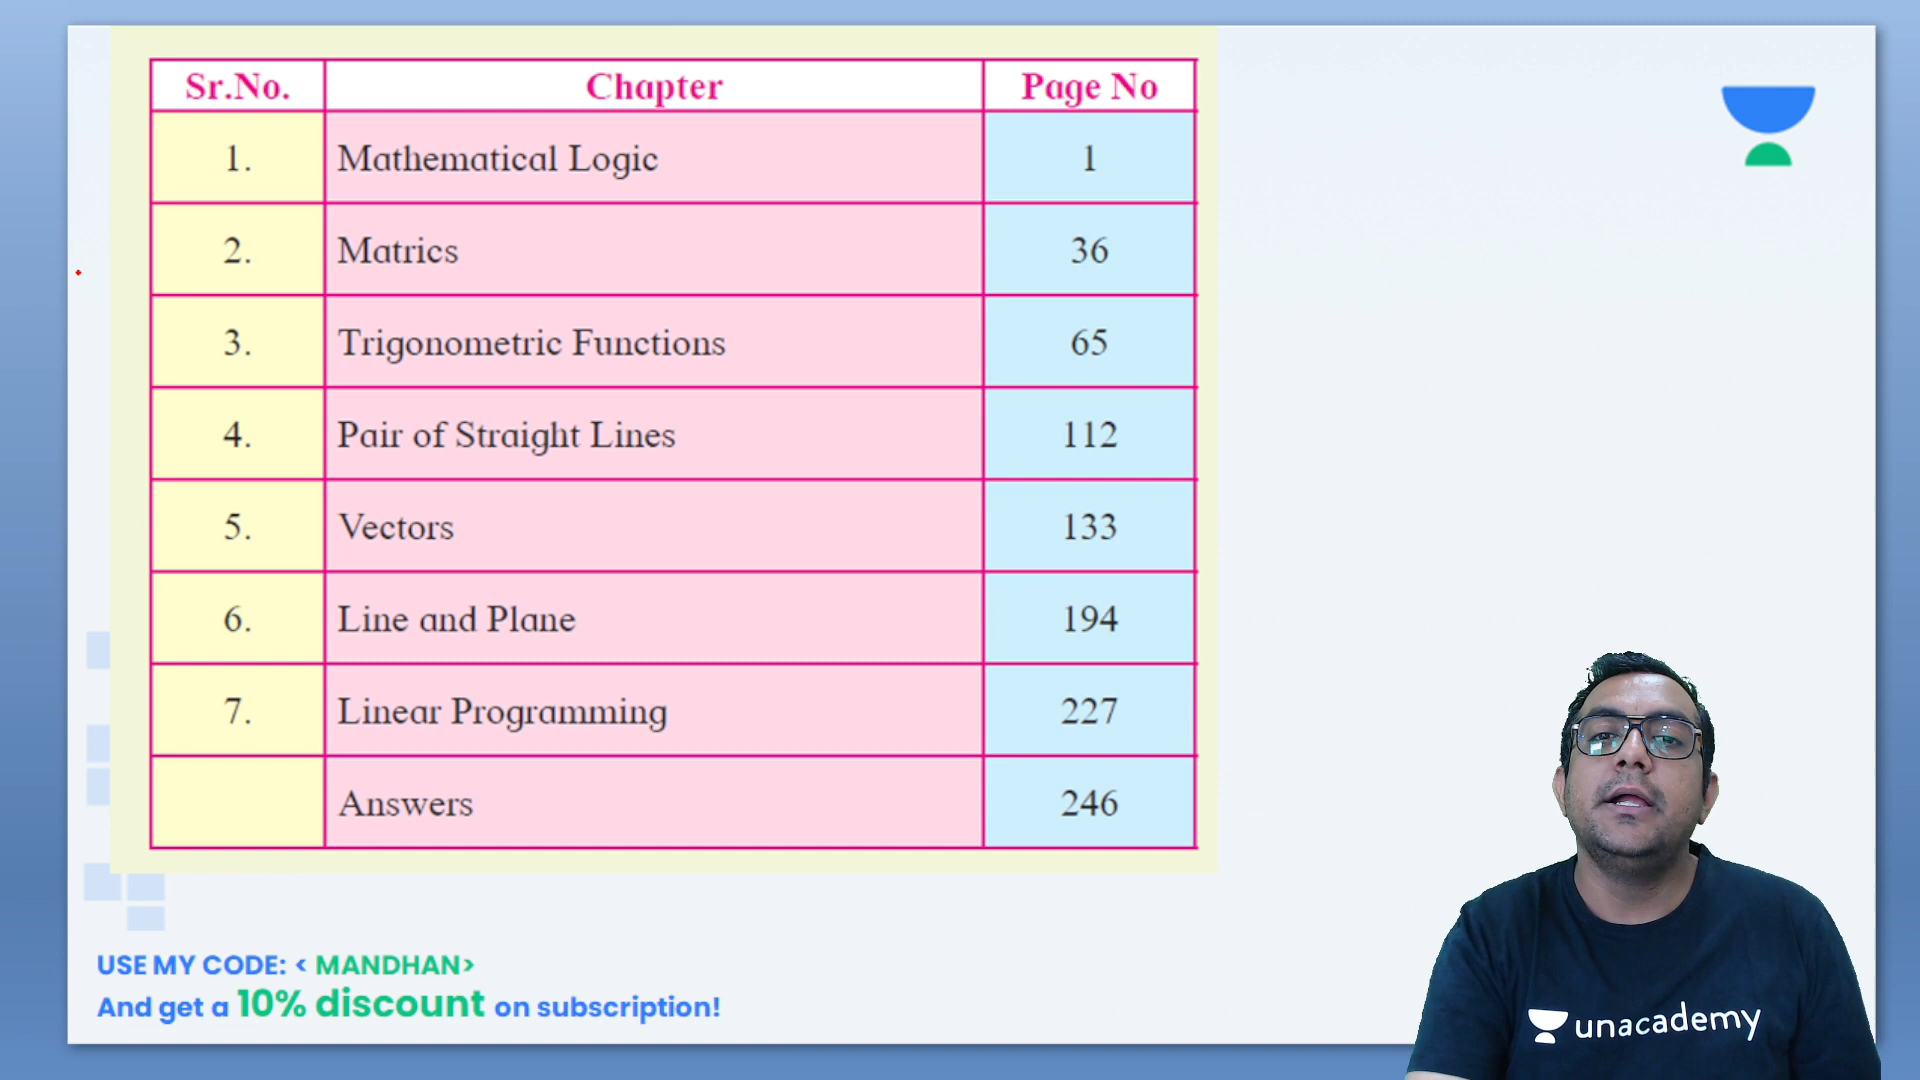 Sr.No. Chapter Page No
1. Mathematical Logic 1
2. Matrics 36
3. Trigonometric Functions 65
4. Pair of Straight Lines 112
5. Vectors 133
6. Line and Plane 194
7. Linear Programming 227
Answers 246
USE MY CODE: < MANDHAN>
And get a 10% discount on subscription!
unacademy